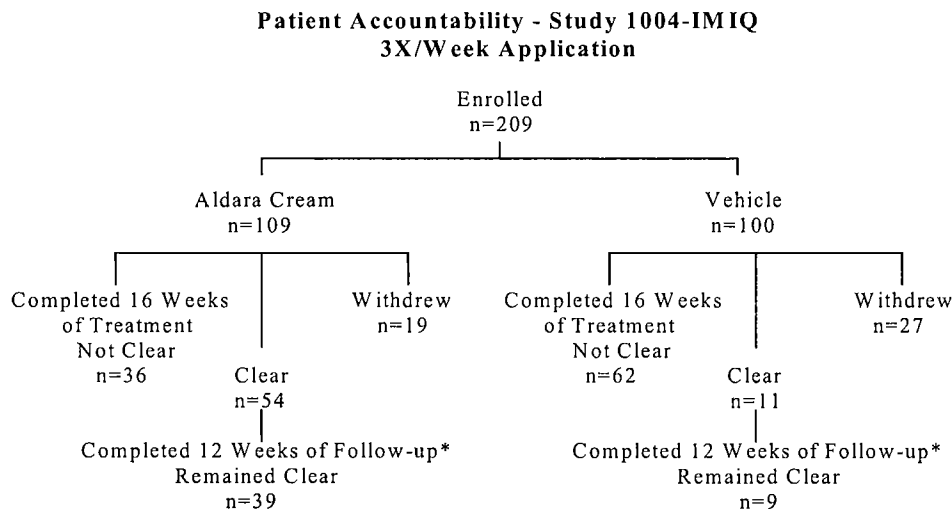 Patient Accountability - Study 1004-IMIQ
3X/Week Application
Enrolled
n=209
Aldara Cream
n=109
Vehicle
n=100
Completed 16 Weeks
of Treatment
Not Clear
n=36
Withdrew
n=19
Clear
n=54
Completed 12 Weeks of Follow-up*
Remained Clear
n=39
Completed 16 Weeks
of Treatment
Not Clear
n=62
Withdrew
n=27
Clear
n=11
Completed 12 Weeks of Follow-up*
Remained Clear
n=9